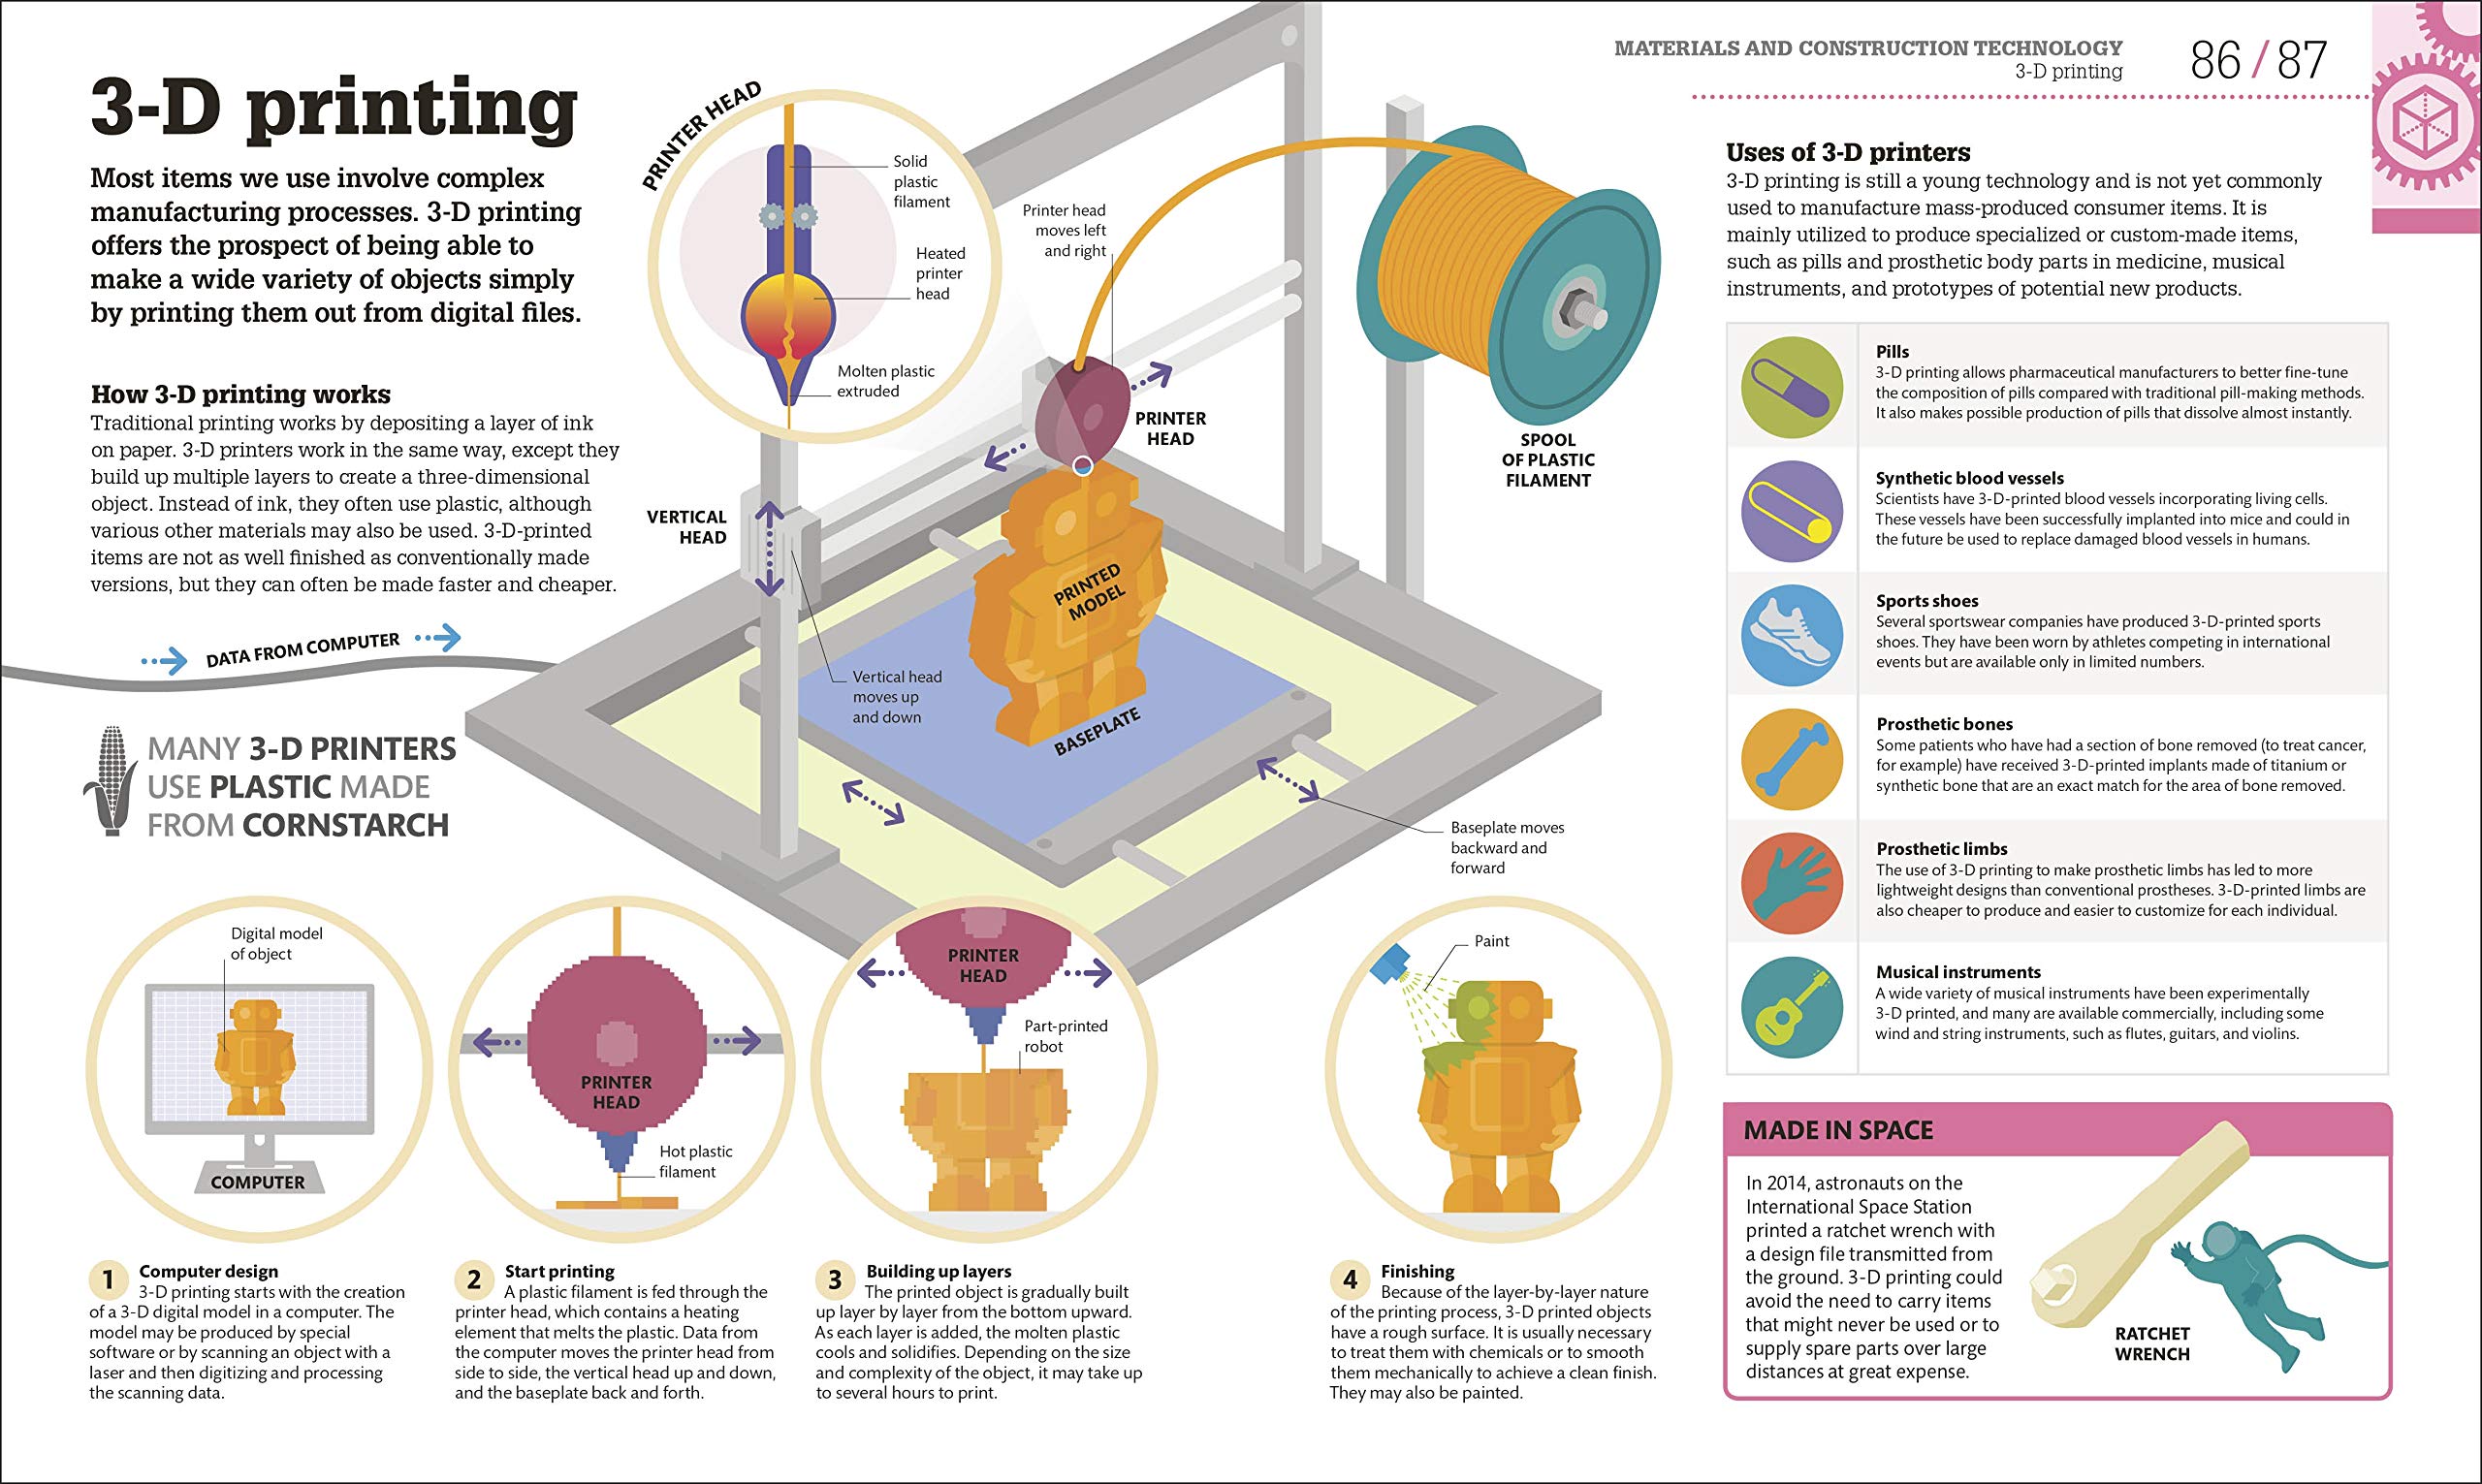 3-D printing
Most items we use involve complex
manufacturing processes. 3-D printing
offers the prospect of being able to
make a wide variety of objects simply
by printing them out from digital files.
How 3-D printing works
Traditional printing works by depositing a layer of ink
on paper. 3-D printers work in the same way, except they
build up multiple layers to create a three-dimensional
object. Instead of ink, they often use plastic, although
various other materials may also be used. 3-D-printed
items are not as well finished as conventionally made
versions, but they can often be made faster and cheaper.
DATA FROM COMPUTER
MANY 3-D PRINTERS
USE PLASTIC MADE
FROM CORNSTARCH
PRINTER HEAD
Solid
plastic
filament
Heated
printer
head
Molten plastic
extruded
Printer head
moves left
and right
PRINTER
HEAD
SPOOL
OF PLASTIC
FILAMENT
VERTICAL
HEAD
PRINTED
MODEL
Vertical head
moves up
and down
BASEPLATE
Baseplate moves
backward and
forward
Digital model
of object
COMPUTER
1 Computer design
3-D printing starts with the creation
of a 3-D digital model in a computer. The
model may be produced by special
software or by scanning an object with a
laser and then digitizing and processing
the scanning data.
PRINTER
HEAD
Hot plastic
filament
2 Start printing
A plastic filament is fed through the
printer head, which contains a heating
element that melts the plastic. Data from
the computer moves the printer head from
side to side, the vertical head up and down,
and the baseplate back and forth.
PRINTER
HEAD
Part-printed
robot
3 Building up layers
The printed object is gradually built
up layer by layer from the bottom upward.
As each layer is added, the molten plastic
cools and solidifies. Depending on the size
and complexity of the object, it may take up
to several hours to print.
Paint
4 Finishing
Because of the layer-by-layer nature
of the printing process, 3-D printed objects
have a rough surface. It is usually necessary
to treat them with chemicals or to smooth
them mechanically to achieve a clean finish.
They may also be painted.
MATERIALS AND CONSTRUCTION TECHNOLOGY
3-D printing
86 / 87
Uses of 3-D printers
3-D printing is still a young technology and is not yet commonly
used to manufacture mass-produced consumer items. It is
mainly utilized to produce specialized or custom-made items,
such as pills and prosthetic body parts in medicine, musical
instruments, and prototypes of potential new products.
Pills
3-D printing allows pharmaceutical manufacturers to better fine-tune
the composition of pills compared with traditional pill-making methods.
It also makes possible production of pills that dissolve almost instantly.
Synthetic blood vessels
Scientists have 3-D-printed blood vessels incorporating living cells.
These vessels have been successfully implanted into mice and could in
the future be used to replace damaged blood vessels in humans.
Sports shoes
Several sportswear companies have produced 3-D-printed sports
shoes. They have been worn by athletes competing in international
events but are available only in limited numbers.
Prosthetic bones
Some patients who have had a section of bone removed (to treat cancer,
for example) have received 3-D-printed implants made of titanium or
synthetic bone that are an exact match for the area of bone removed.
Prosthetic limbs
The use of 3-D printing to make prosthetic limbs has led to more
lightweight designs than conventional prostheses. 3-D-printed limbs are
also cheaper to produce and easier to customize for each individual.
Musical instruments
A wide variety of musical instruments have been experimentally
3-D printed, and many are available commercially, including some
wind and string instruments, such as flutes, guitars, and violins.
MADE IN SPACE
In 2014, astronauts on the
International Space Station
printed a ratchet wrench with
a design file transmitted from
the ground. 3-D printing could
avoid the need to carry items
that might never be used or to
supply spare parts over large
distances at great expense.
RATCHET
WRENCH